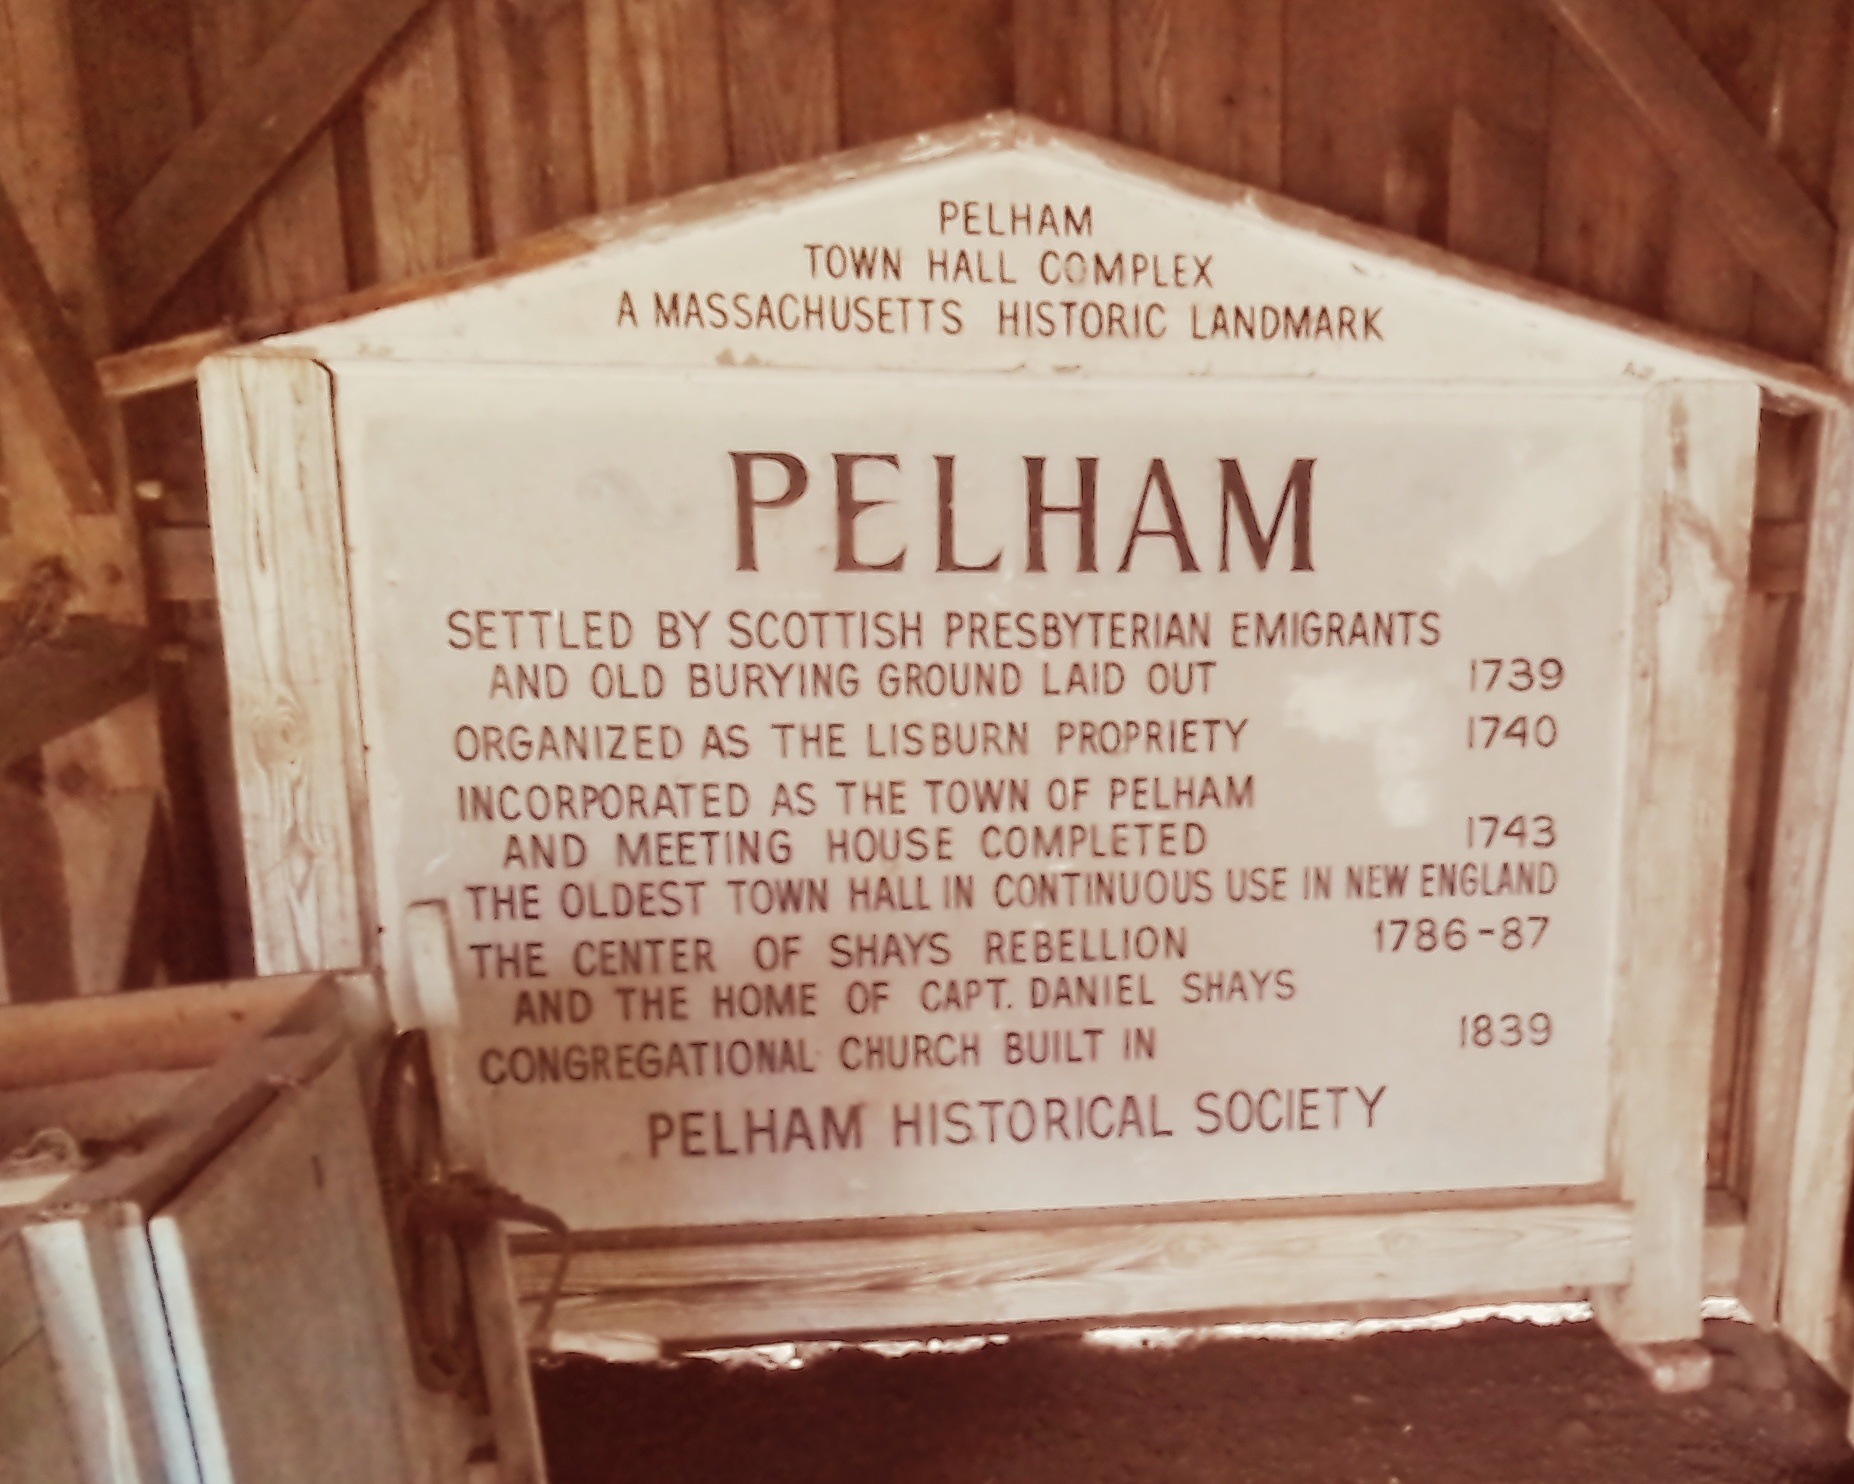 PELHAM
TOWN HALL COMPLEX
A MASSACHUSETTS HISTORIC LANDMARK
PELHAM
SETTLED BY SCOTTISH PRESBYTERIAN EMIGRANTS
AND OLD BURYING GROUND LAID OUT 1739
ORGANIZED AS THE LISBURN PROPRIETY 1740
INCORPORATED AS THE TOWN OF PELHAM
AND MEETING HOUSE COMPLETED 1743
THE OLDEST TOWN HALL IN CONTINUOUS USE IN NEW ENGLAND
THE CENTER OF SHAYS REBELLION 1786-87
AND THE HOME OF CAPT. DANIEL SHAYS
CONGREGATIONAL CHURCH BUILT IN 1839
PELHAM HISTORICAL SOCIETY